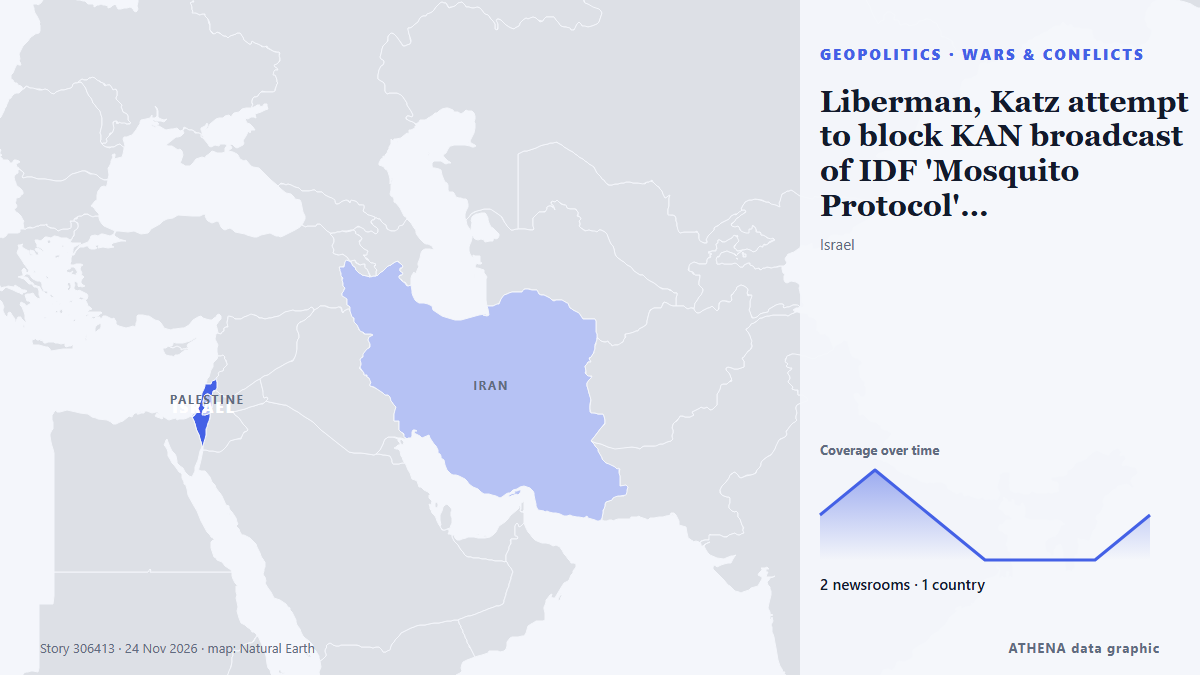 GEOPOLITICS · WARS & CONFLICTS
Liberman, Katz attempt
to block KAN broadcast
of IDF 'Mosquito
Protocol'...
Israel
IRAN
PALESTINE
ISRAEL
Coverage over time
2 newsrooms · 1 country
Story 306413 · 24 Nov 2026 · map: Natural Earth
ATHENA data graphic